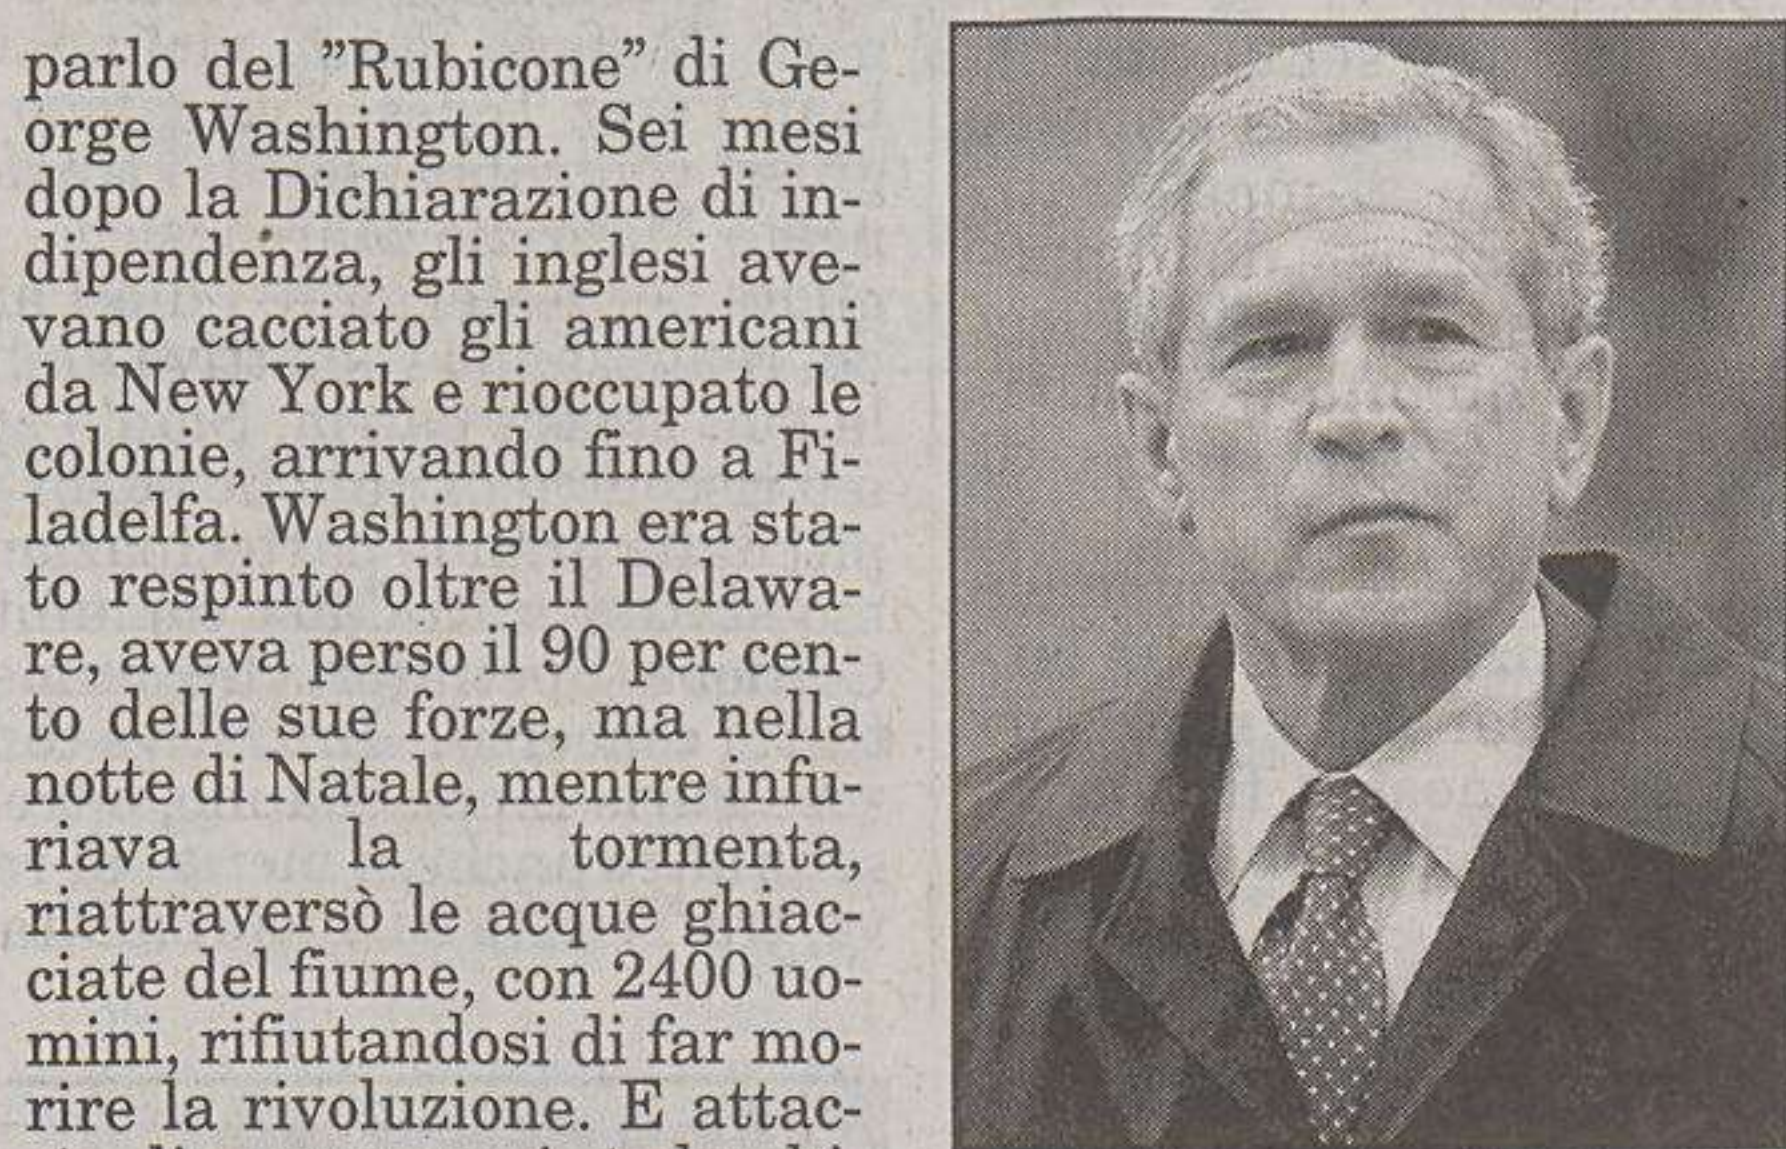 parlo del ”Rubicone” di Ge-
orge Washington. Sei mesi
dopo la Dichiarazione di in-
dipendenza, gli inglesi ave-
vano cacciato gli americani
da New York e rioccupato le
colonie, arrivando fino a Fi-
ladelfa. Washington era sta-
to respinto oltre il Delawa-
re, aveva perso il 90 per cen-
to delle sue forze, ma nella
notte di Natale, mentre infu-
riava la tormenta,
riattraversò le acque ghiac-
ciate del fiume, con 2400 uo-
mini, rifiutandosi di far mo-
rire la rivoluzione. E attac-